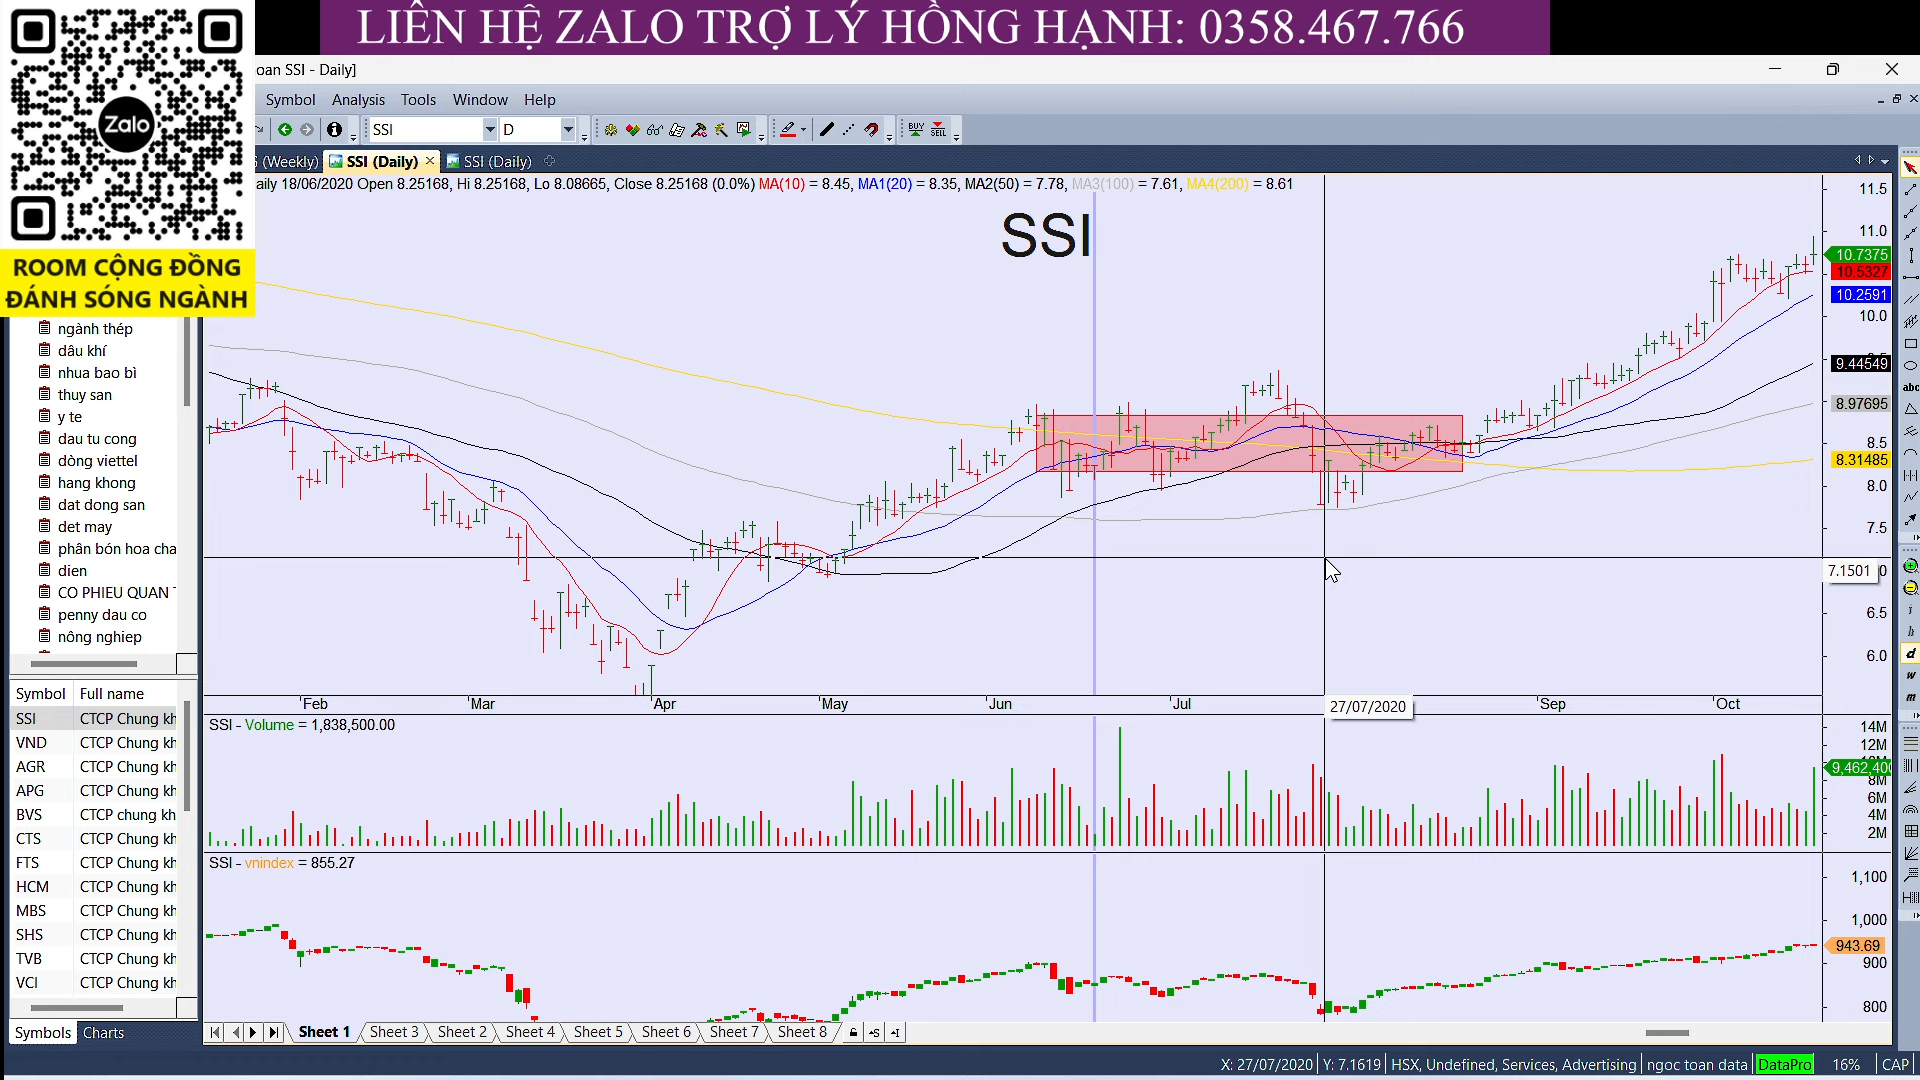 LIÊN HỆ ZALO TRỢ LÝ HỒNG HẠNH: 0358.467.766
Zalo
ROOM CỘNG ĐỒNG
ĐÁNH SÓNG NGÀNH
oan SSI - Daily]
Symbol Analysis Tools Window Help
SSI D BUY SELL
(Weekly) SSI (Daily) SSI (Daily)
aily 18/06/2020 Open 8.25168, Hi 8.25168, Lo 8.08665, Close 8.25168 (0.0%) MA(10) = 8.45, MA1(20) = 8.35, MA2(50) = 7.78, MA3(100) = 7.61, MA4(200) = 8.61
SSI
11.5
11.0
10.7375
10.5327
10.2591
10.0
9.44549
8.97695
8.5
8.31485
8.0
7.5
7.1501
6.5
6.0
abc
ngành thép
dâu khí
nhua bao bì
thuy san
y te
dau tu cong
dòng viettel
hang khong
dat dong san
det may
phân bón hoa cha
dien
CO PHIEU QUAN
penny dau co
nông nghiep
Feb Mar Apr May Jun Jul 27/07/2020 Sep Oct
Symbol Full name
SSI CTCP Chung kh
VND CTCP Chung kh
AGR CTCP Chung kh
APG CTCP Chung kh
BVS CTCP chung kh
CTS CTCP Chung kh
FTS CTCP Chung kh
HCM CTCP Chung kh
MBS CTCP Chung kh
SHS CTCP Chung kh
TVB CTCP Chung kh
VCI CTCP Chung kh
SSI - Volume = 1,838,500.00
14M
12M
9,462,400
8M
6M
4M
2M
SSI - vnindex = 855.27
1,100
1,000
943.69
900
800
Symbols Charts
Sheet 1 Sheet 3 Sheet 2 Sheet 4 Sheet 5 Sheet 6 Sheet 7 Sheet 8
X: 27/07/2020 Y: 7.1619 HSX, Undefined, Services, Advertising ngoc toan data DataPro 16% CAP